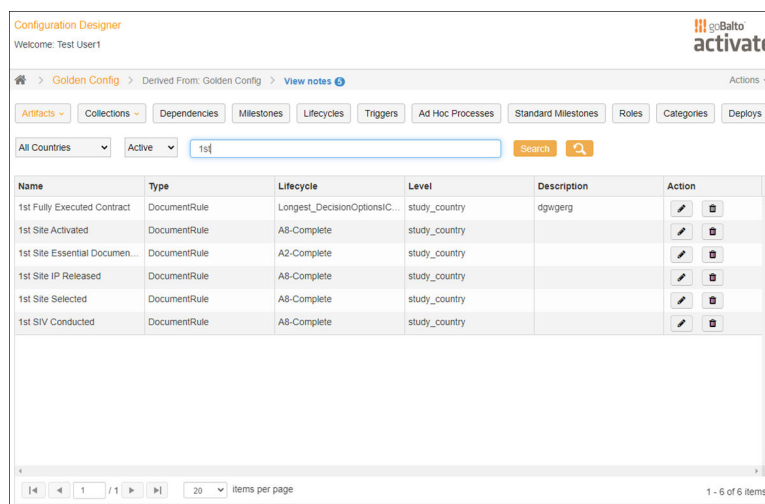 Configuration Designer
Welcome: Test User1
goBalto
activate
> Golden Config > Derived From: Golden Config > View notes 5
Actions
Artifacts Collections Dependencies Milestones Lifecycles Triggers Ad Hoc Processes Standard Milestones Roles Categories Deploys
All Countries Active 1st Search
Name Type Lifecycle Level Description Action
1st Fully Executed Contract DocumentRule Longest_DecisionOptionsIC... study_country dgwgerg
1st Site Activated DocumentRule A8-Complete study_country
1st Site Essential Documen... DocumentRule A2-Complete study_country
1st Site IP Released DocumentRule A8-Complete study_country
1st Site Selected DocumentRule A8-Complete study_country
1st SIV Conducted DocumentRule A8-Complete study_country
1 / 1 20 items per page 1 - 6 of 6 items